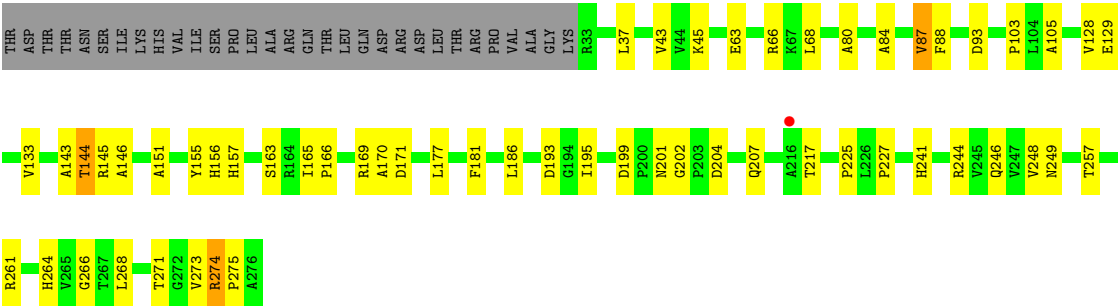 THR ASP THR THR ASN SER ILE LYS HIS VAL ILE SER PRO LEU ALA ARG GLN THR LEU GLN ASP ARG ASP LEU THR ARG PRO VAL ALA GLY LYS R33 L37 V43 V44 K45 E63 R66 K67 L68 A80 A84 V87 F88 D93 P103 L104 A105 V128 E129
V133 A143 T144 R145 A146 A151 Y155 H156 H157 S163 R164 I165 P166 R169 A170 D171 L177 F181 L186 D193 G194 I195 D199 P200 N201 G202 P203 D204 Q207 A216 T217 P225 L226 P227 H241 R244 V245 Q246 V247 V248 N249 T257
R261 H264 V265 G266 T267 L268 T271 G272 V273 R274 P275 A276